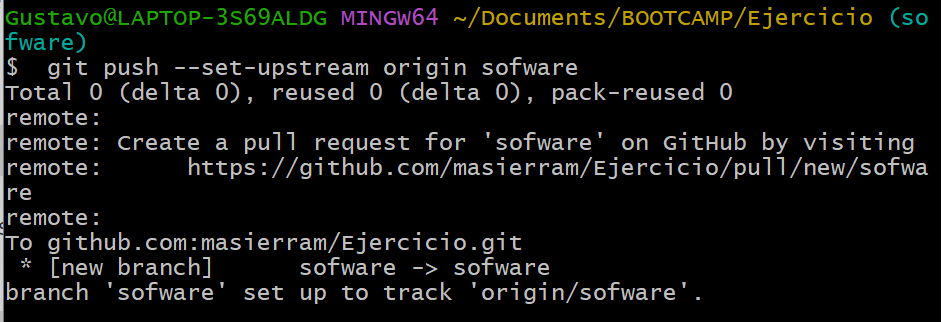 Gustavo@LAPTOP-3S69ALDG MINGW64 ~/Documents/BOOTCAMP/Ejercicio (so
fware)
$  git push --set-upstream origin sofware
Total 0 (delta 0), reused 0 (delta 0), pack-reused 0
remote:
remote: Create a pull request for 'sofware' on GitHub by visiting
remote:      https://github.com/masierram/Ejercicio/pull/new/sofwa
re
remote:
To github.com:masierram/Ejercicio.git
 * [new branch]      sofware -> sofware
branch 'sofware' set up to track 'origin/sofware'.